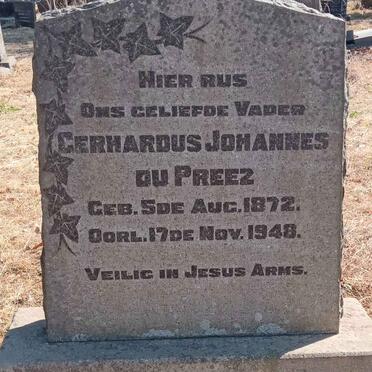 Hier rus
Ons geliefde Vader
Gerhardus Johannes
du Preez
Geb. 5de Aug. 1872.
Oorl. 17de Nov. 1948.
Veilig in Jesus Arms.